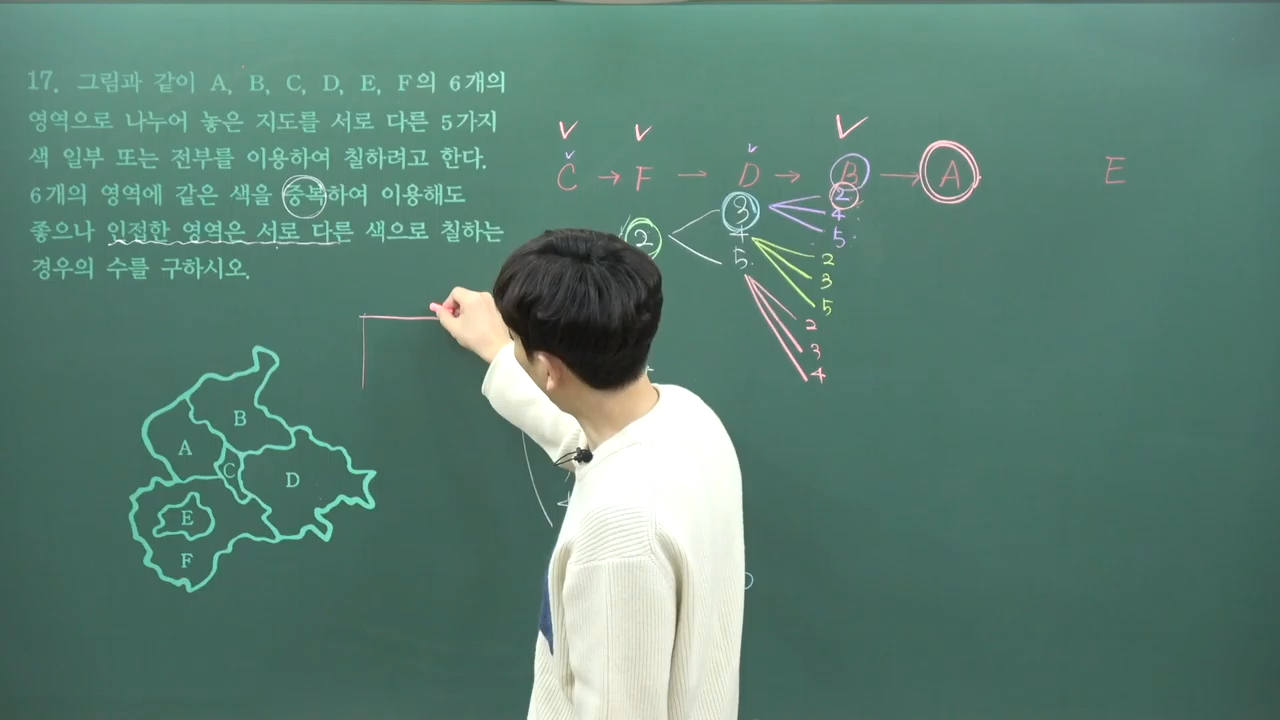 17. 그림과 같이 A, B, C, D, E, F의 6개의
영역으로 나누어 놓은 지도를 서로 다른 5가지
색 일부 또는 전부를 이용하여 칠하려고 한다.
6개의 영역에 같은 색을 중복하여 이용해도
좋으나 인접한 영역은 서로 다른 색으로 칠하는
경우의 수를 구하시오.
A
B
C
D
E
F
C → F → D → B → A E
2
3
4
5
2
4
5
2
3
5
2
3
4